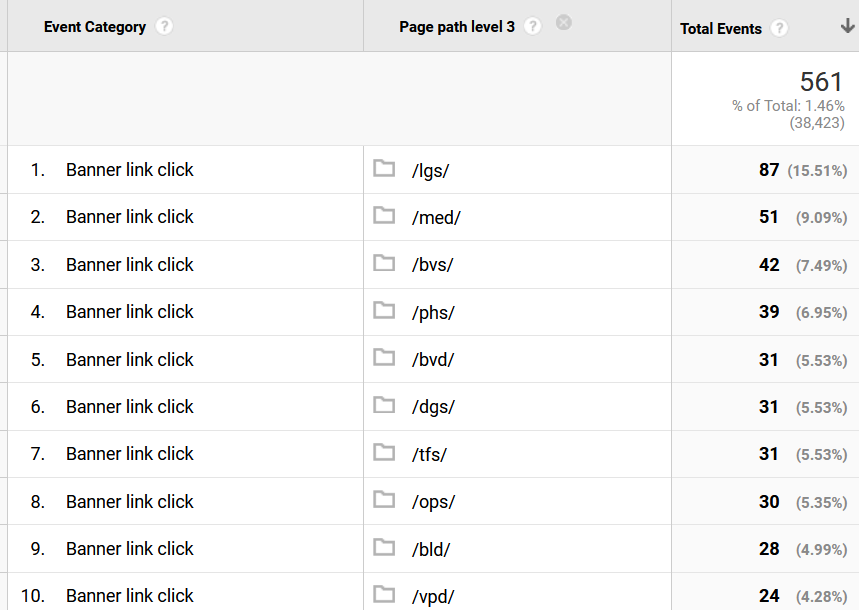 Event Category ? Page path level 3 ? Total Events ?
561
% of Total: 1.46%
(38,423)
1. Banner link click /lgs/ 87 (15.51%)
2. Banner link click /med/ 51 (9.09%)
3. Banner link click /bvs/ 42 (7.49%)
4. Banner link click /phs/ 39 (6.95%)
5. Banner link click /bvd/ 31 (5.53%)
6. Banner link click /dgs/ 31 (5.53%)
7. Banner link click /tfs/ 31 (5.53%)
8. Banner link click /ops/ 30 (5.35%)
9. Banner link click /bld/ 28 (4.99%)
10. Banner link click /vpd/ 24 (4.28%)